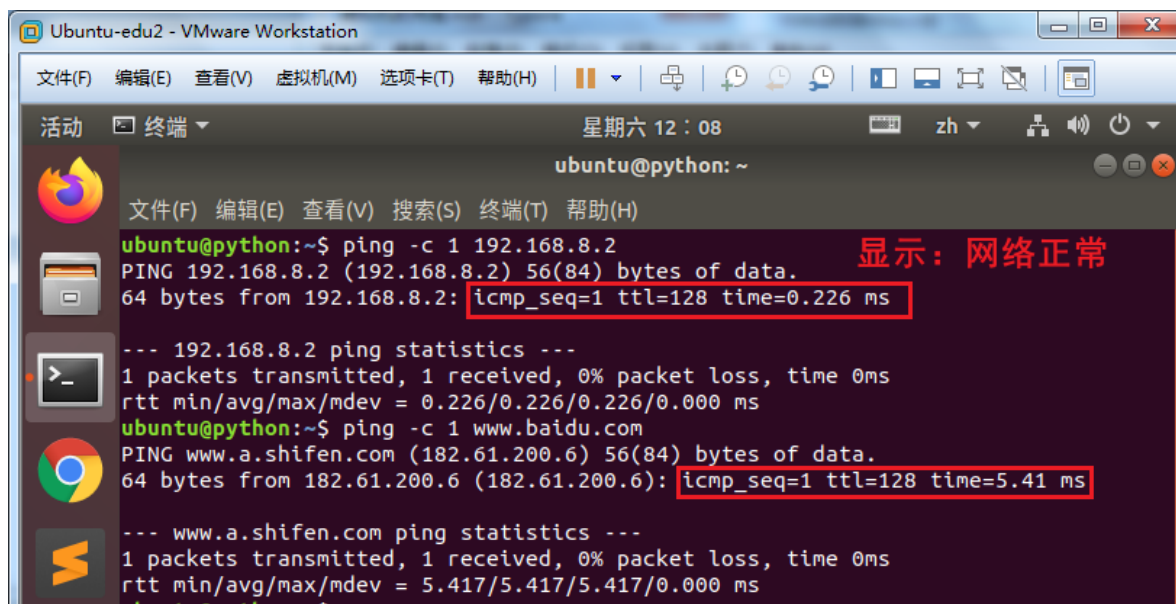 Ubuntu-edu2 - VMware Workstation
文件(F) 编辑(E) 查看(V) 虚拟机(M) 选项卡(T) 帮助(H)
活动 终端 星期六 12：08 zh
ubuntu@python: ~
文件(F) 编辑(E) 查看(V) 搜索(S) 终端(T) 帮助(H)
ubuntu@python:~$ ping -c 1 192.168.8.2
显示：网络正常
PING 192.168.8.2 (192.168.8.2) 56(84) bytes of data.
64 bytes from 192.168.8.2: icmp_seq=1 ttl=128 time=0.226 ms
--- 192.168.8.2 ping statistics ---
1 packets transmitted, 1 received, 0% packet loss, time 0ms
rtt min/avg/max/mdev = 0.226/0.226/0.226/0.000 ms
ubuntu@python:~$ ping -c 1 www.baidu.com
PING www.a.shifen.com (182.61.200.6) 56(84) bytes of data.
64 bytes from 182.61.200.6 (182.61.200.6): icmp_seq=1 ttl=128 time=5.41 ms
--- www.a.shifen.com ping statistics ---
1 packets transmitted, 1 received, 0% packet loss, time 0ms
rtt min/avg/max/mdev = 5.417/5.417/5.417/0.000 ms